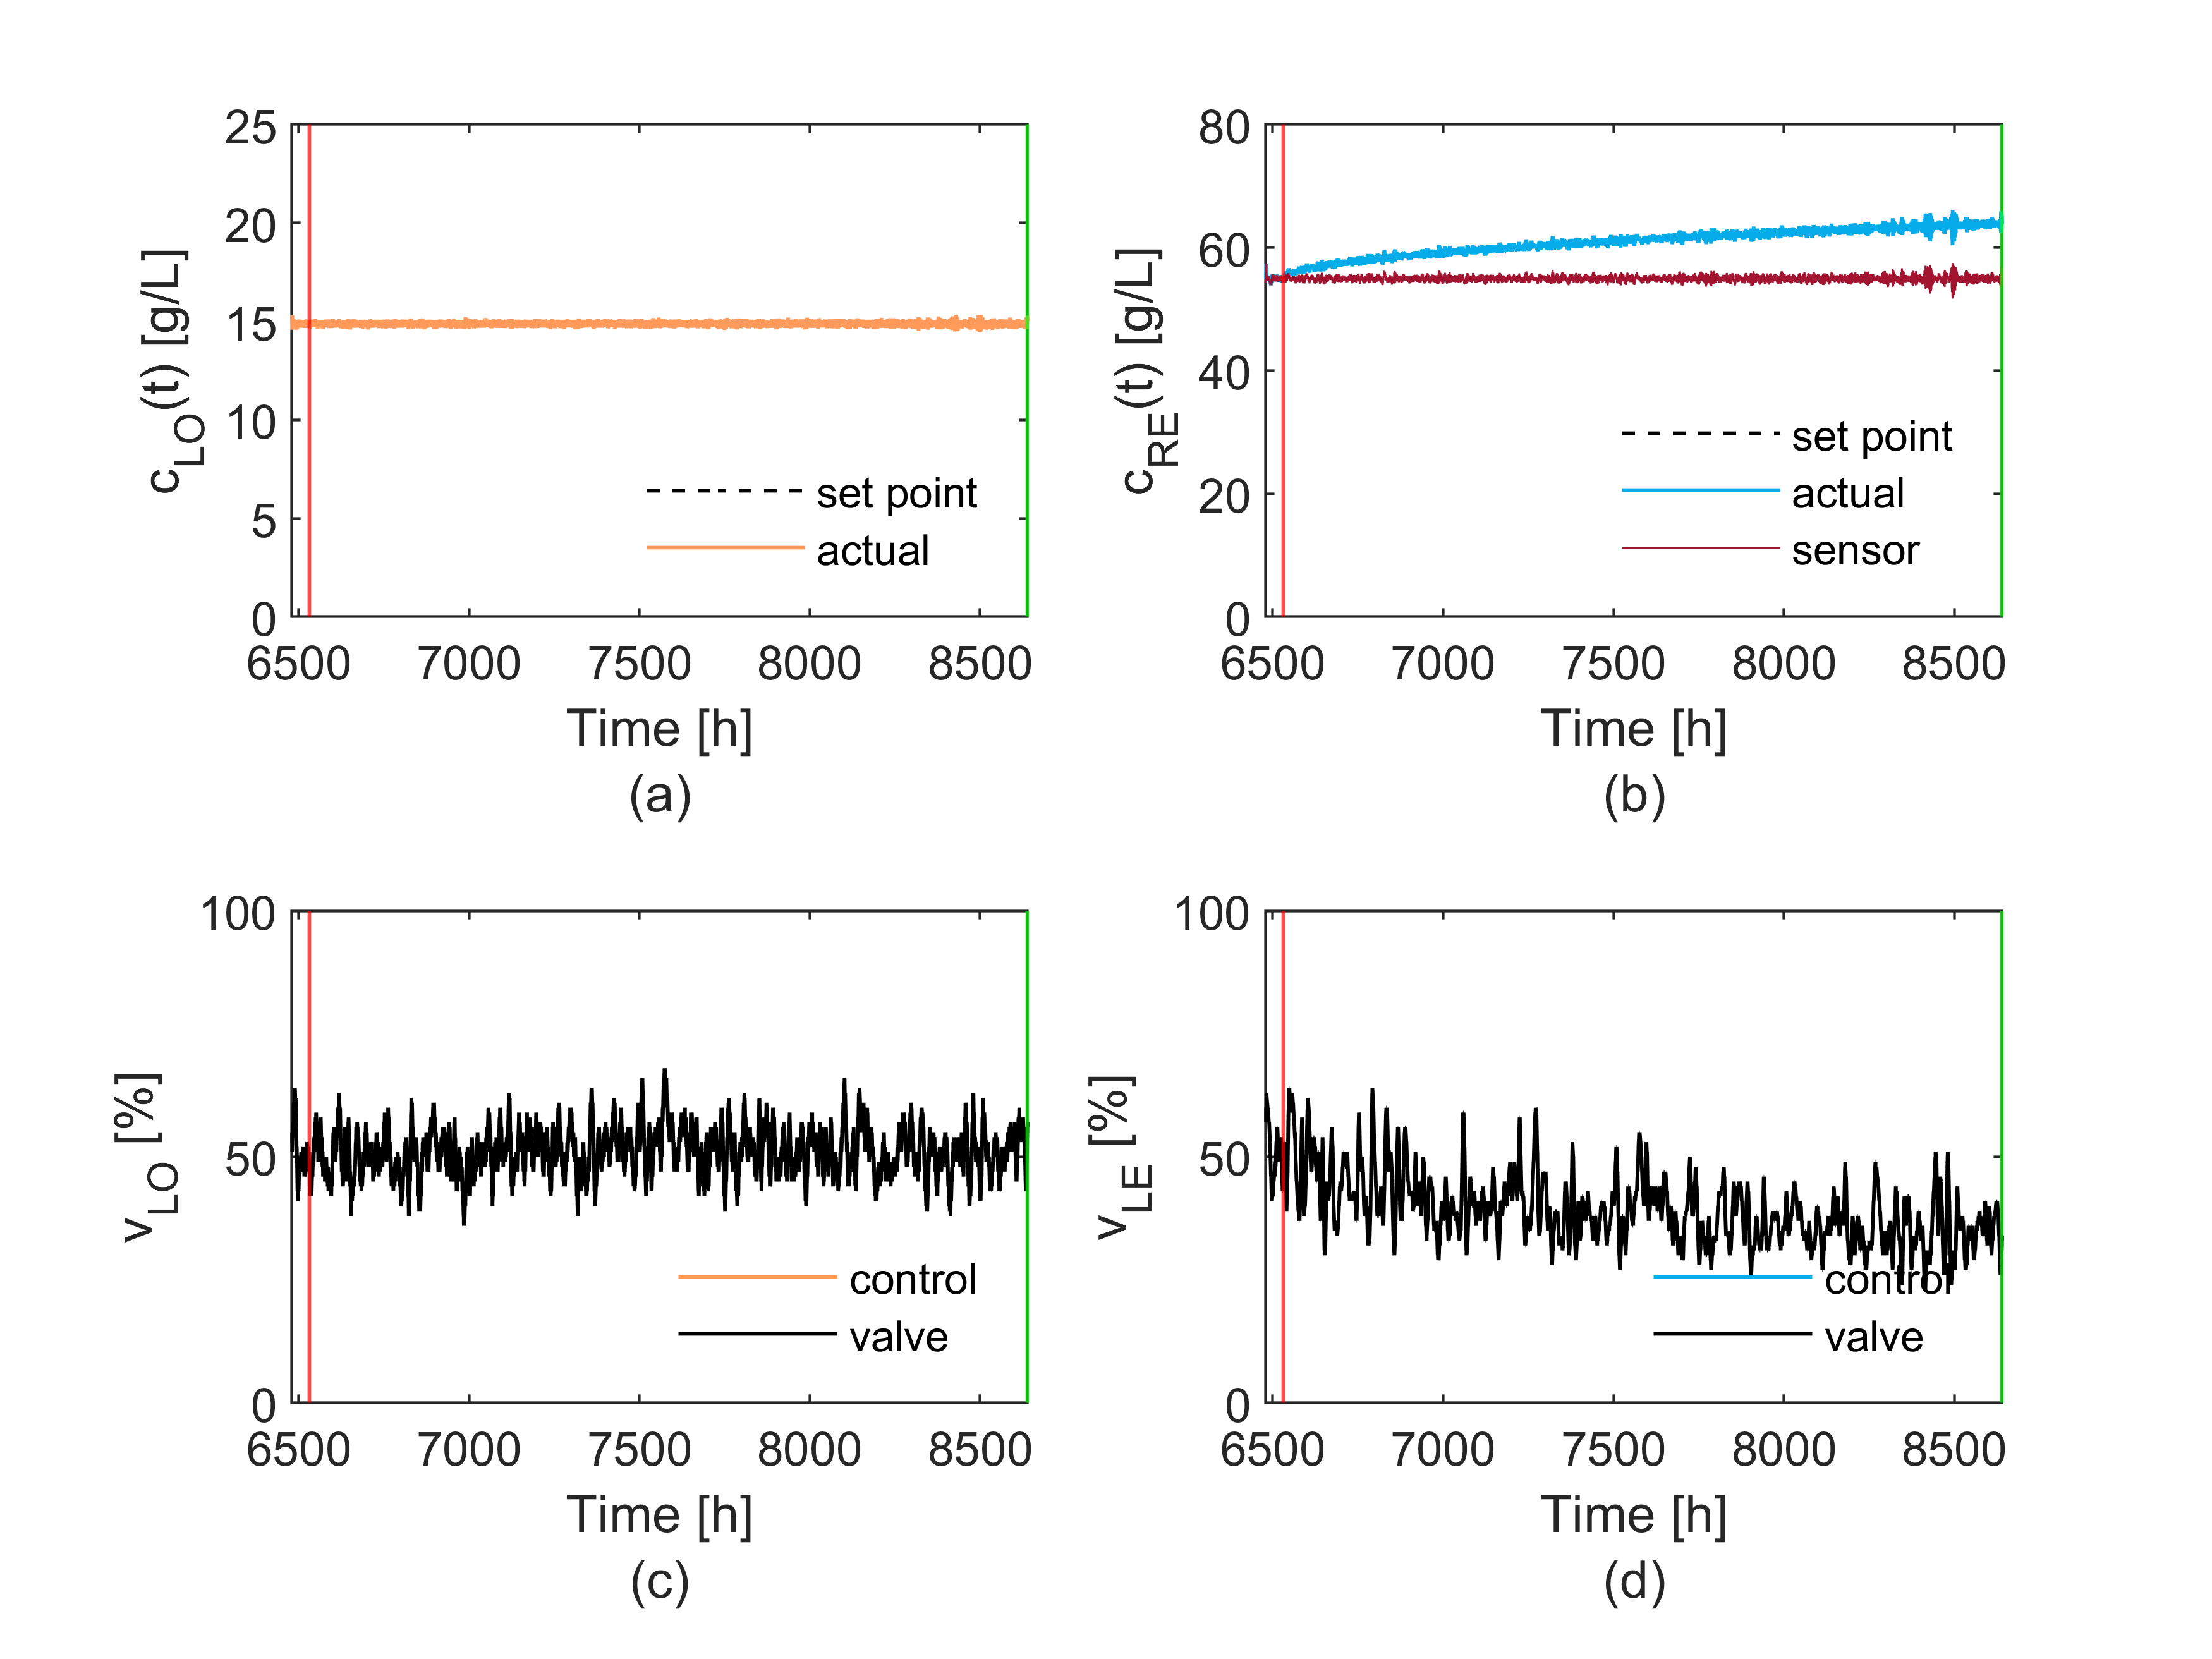 c_LO(t) [g/L]
25
20
15
10
5
0
set point
actual
6500 7000 7500 8000 8500
Time [h]
(a)
c_RE(t) [g/L]
80
60
40
20
0
set point
actual
sensor
6500 7000 7500 8000 8500
Time [h]
(b)
v_LO [%]
100
50
0
control
valve
6500 7000 7500 8000 8500
Time [h]
(c)
v_LE [%]
100
50
0
control
valve
6500 7000 7500 8000 8500
Time [h]
(d)